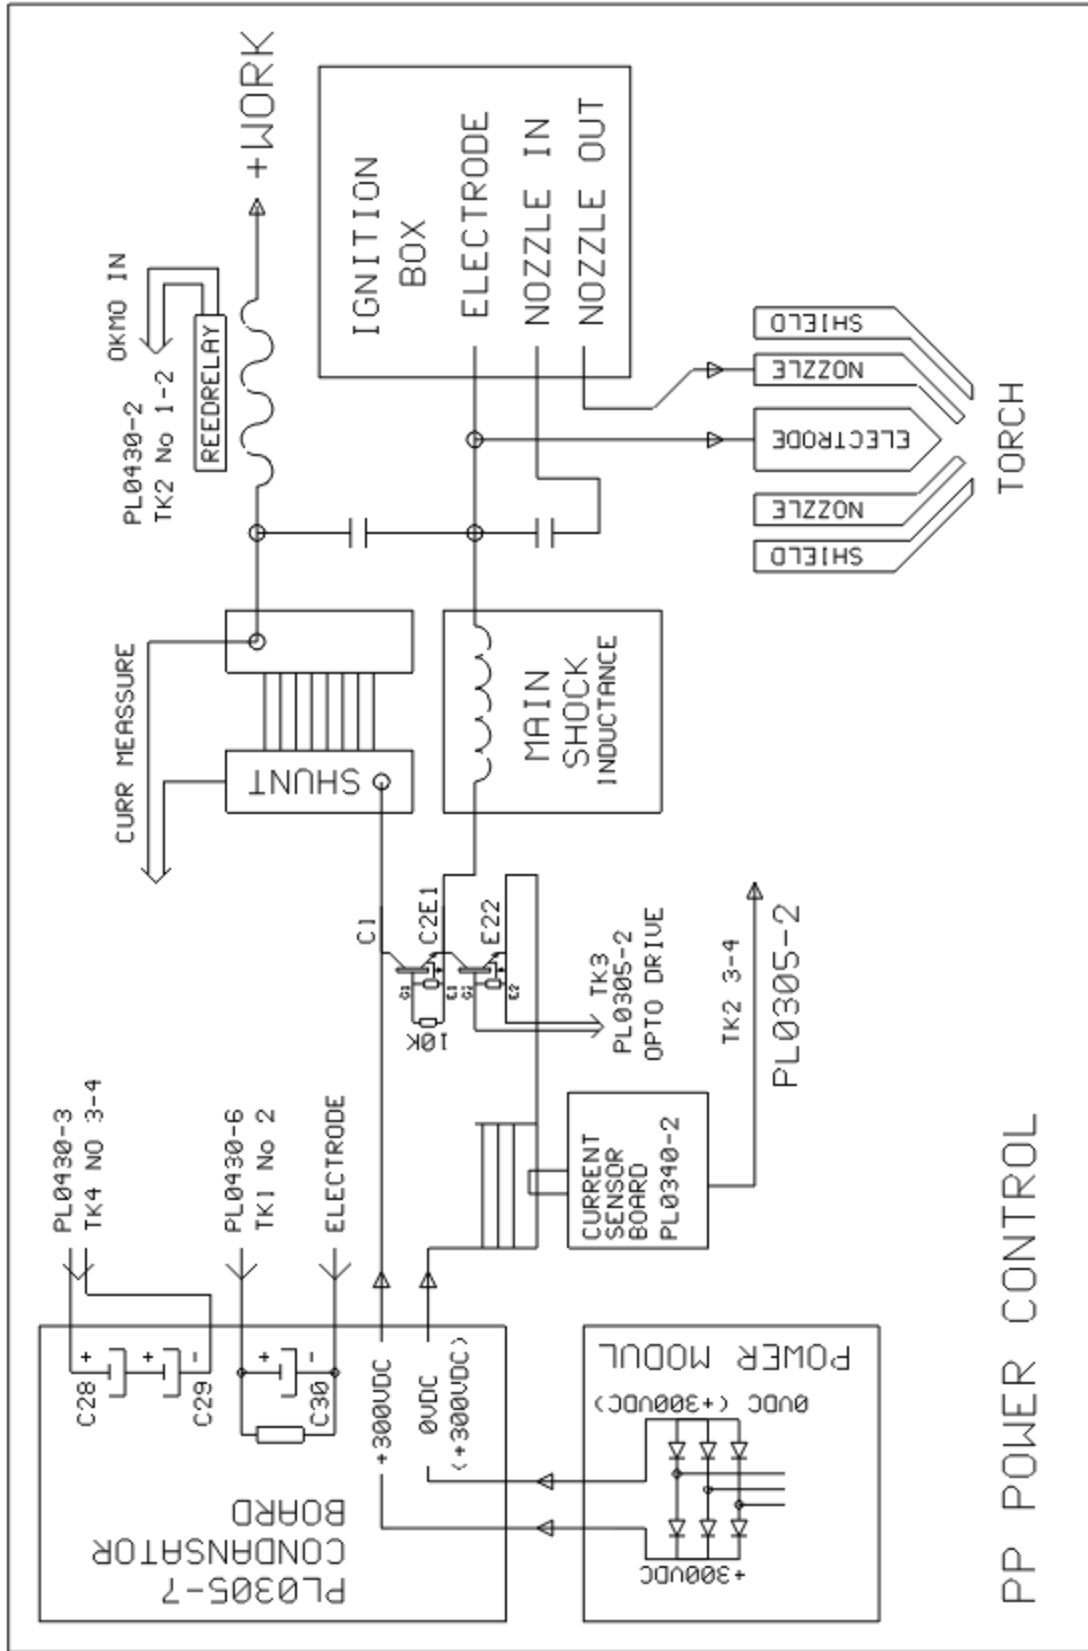 PL0305-7
CONDANSATOR
BOARD
C28
+
+
-
C29
+
-
C30
+300VDC
0VDC
(+300VDC)
PL0430-3
TK4 NO 3-4
PL0430-6
TK1 No 2
ELECTRODE
POWER MODUL
+300VDC
0VDC (+300VDC)
CURRENT
SENSOR
BOARD
PL0340-2
TK2 3-4
PL0305-2
C1
C2E1
E22
G1
E1
G2
E2
10K
TK3
PL0305-2
OPTO DRIVE
CURR MEASSURE
SHUNT
MAIN
SHOCK
INDUCTANCE
PL0430-2
TK2 No 1-2
OKMO IN
REEDRELAY
+WORK
IGNITION
BOX
ELECTRODE
NOZZLE IN
NOZZLE OUT
SHIELD
NOZZLE
ELECTRODE
NOZZLE
SHIELD
TORCH
PP POWER CONTROL